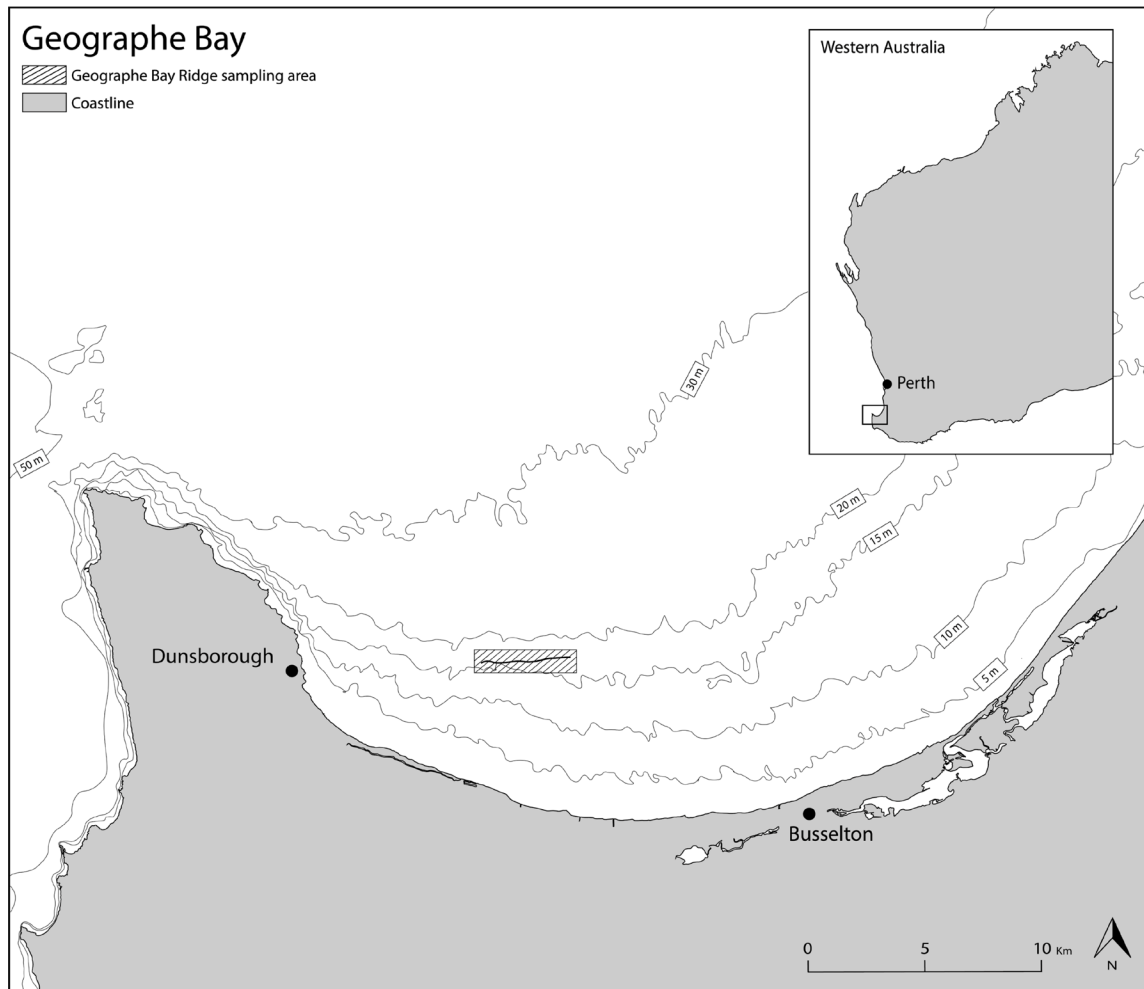 Geographe Bay
Geographe Bay Ridge sampling area
Coastline
Western Australia
Perth
30 m
50 m
20 m
15 m
Dunsborough
10 m
5 m
Busselton
0 5 10 Km
N